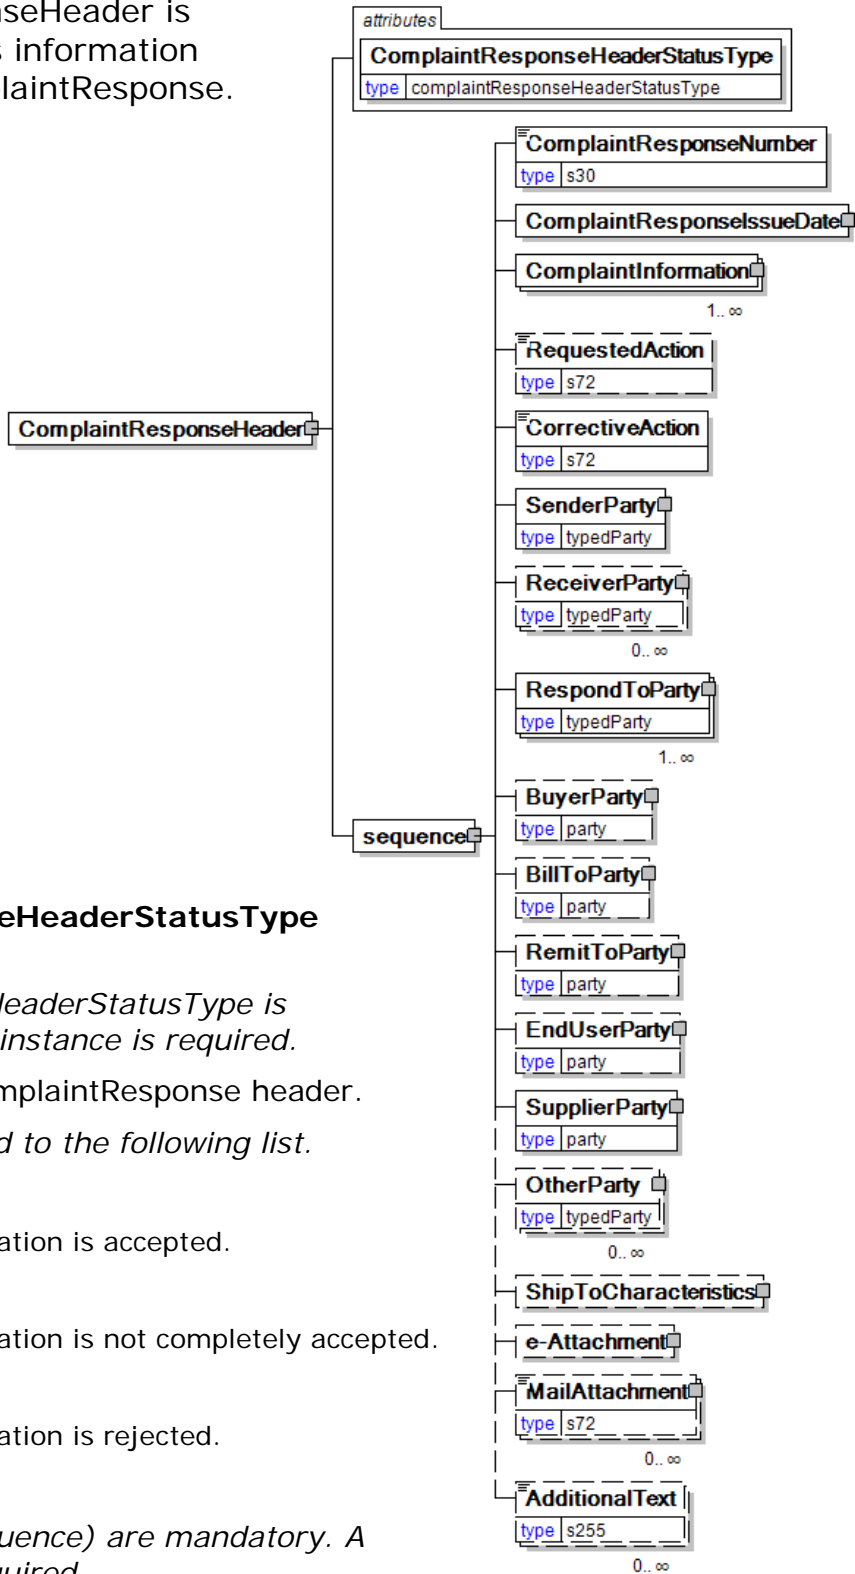 nseHeader is
s information
laintResponse.
attributes
ComplaintResponseHeaderStatusType
type complaintResponseHeaderStatusType
ComplaintResponseNumber
type s30
ComplaintResponseIssueDate
ComplaintInformation
1.. ∞
RequestedAction
type s72
ComplaintResponseHeader
CorrectiveAction
type s72
SenderParty
type typedParty
ReceiverParty
type typedParty
0.. ∞
RespondToParty
type typedParty
1.. ∞
sequence
BuyerParty
type party
BillToParty
type party
RemitToParty
type party
EndUserParty
type party
SupplierParty
type party
OtherParty
type typedParty
0.. ∞
ShipToCharacteristics
e-Attachment
MailAttachment
type s72
0.. ∞
AdditionalText
type s255
0.. ∞
eHeaderStatusType
HeaderStatusType is
instance is required.
mplaintResponse header.
d to the following list.
ation is accepted.
ation is not completely accepted.
ation is rejected.
uence) are mandatory. A
quired